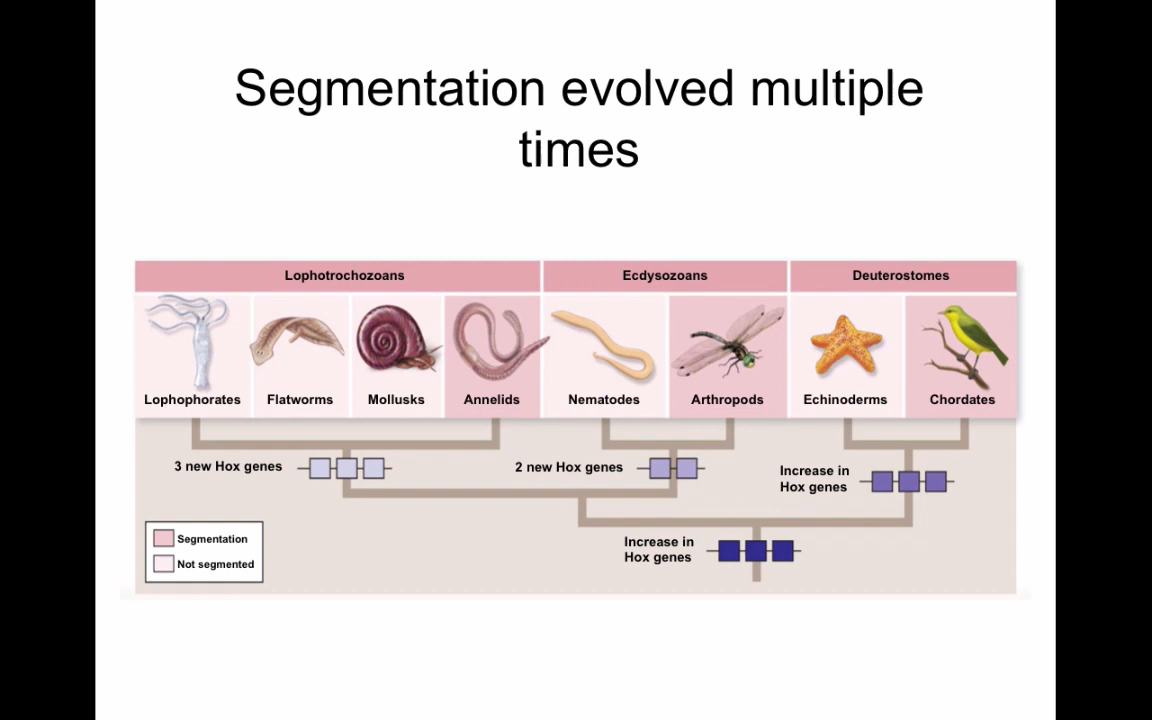 Segmentation evolved multiple
times
Lophotrochozoans
Ecdysozoans
Deuterostomes
Lophophorates
Flatworms
Mollusks
Annelids
Nematodes
Arthropods
Echinoderms
Chordates
3 new Hox genes
2 new Hox genes
Increase in
Hox genes
Increase in
Hox genes
Segmentation
Not segmented